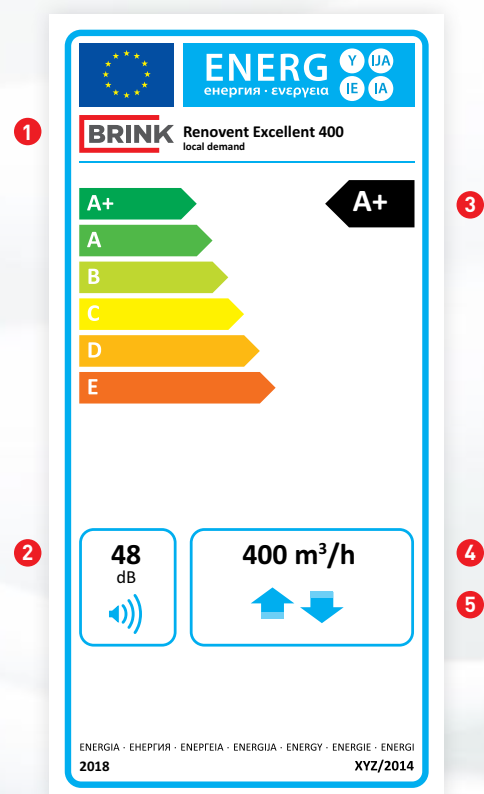 ENERG Y IJA
енергия · ενεργεια IE IA
1 BRINK Renovent Excellent 400
local demand
A+ A+ 3
A
B
C
D
E
2 48 400 m³/h 4
dB
5
ENERGIA · ЕНЕРГИЯ · ΕΝΕΡΓΕΙΑ · ENERGIJA · ENERGY · ENERGIE · ENERGI
2018 XYZ/2014